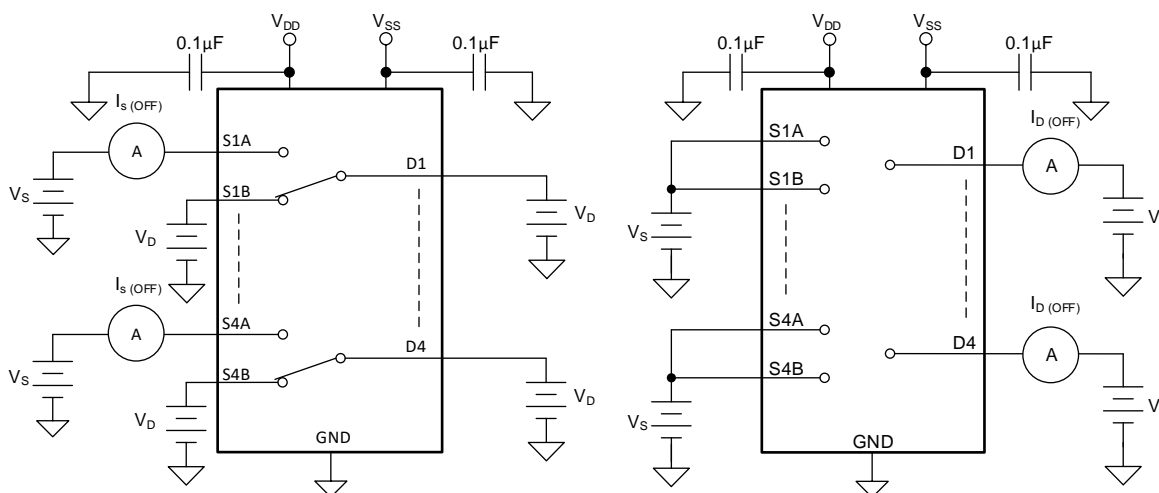 VDD
VSS
0.1µF
0.1µF
Is (OFF)
A
VS
S1A
S1B
D1
VD
VD
Is (OFF)
A
VS
S4A
S4B
D4
VD
VD
GND
VDD
VSS
0.1µF
0.1µF
S1A
S1B
D1
ID (OFF)
A
VS
V
S4A
S4B
D4
ID (OFF)
A
VS
V
GND